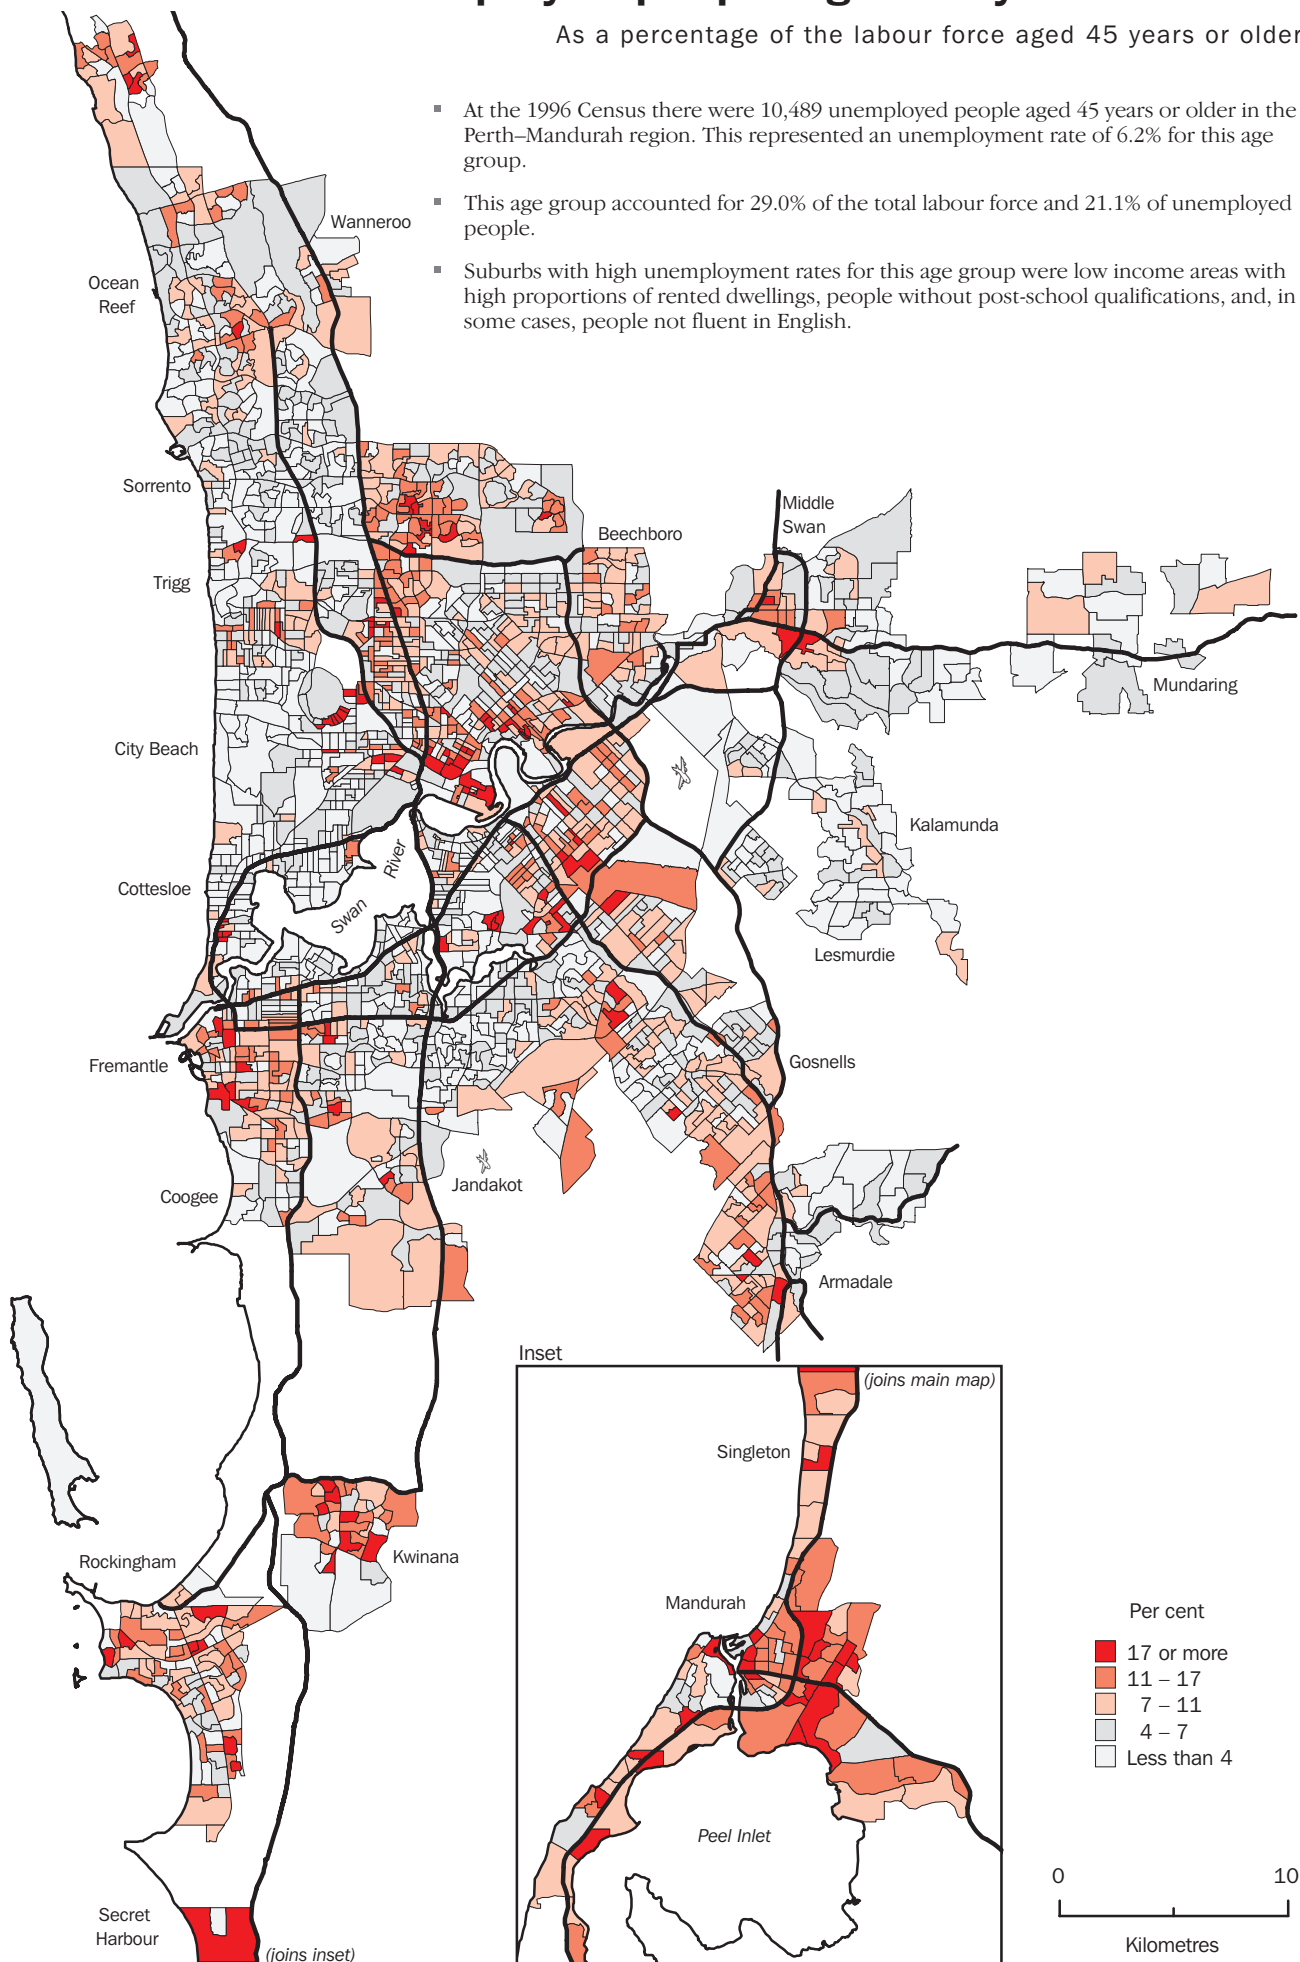 As a percentage of the labour force aged 45 years or older
▪ At the 1996 Census there were 10,489 unemployed people aged 45 years or older in the
Perth–Mandurah region. This represented an unemployment rate of 6.2% for this age
group.
▪ This age group accounted for 29.0% of the total labour force and 21.1% of unemployed
people.
▪ Suburbs with high unemployment rates for this age group were low income areas with
high proportions of rented dwellings, people without post-school qualifications, and, in
some cases, people not fluent in English.
Wanneroo
Ocean
Reef
Sorrento
Middle
Swan
Beechboro
Trigg
Mundaring
City Beach
Kalamunda
River
Cottesloe
Swan
Lesmurdie
Gosnells
Fremantle
Jandakot
Coogee
Armadale
Inset
(joins main map)
Singleton
Kwinana
Rockingham
Mandurah
Per cent
17 or more
11 – 17
7 – 11
4 – 7
Less than 4
Peel Inlet
0 10
Kilometres
Secret
Harbour
(joins inset)